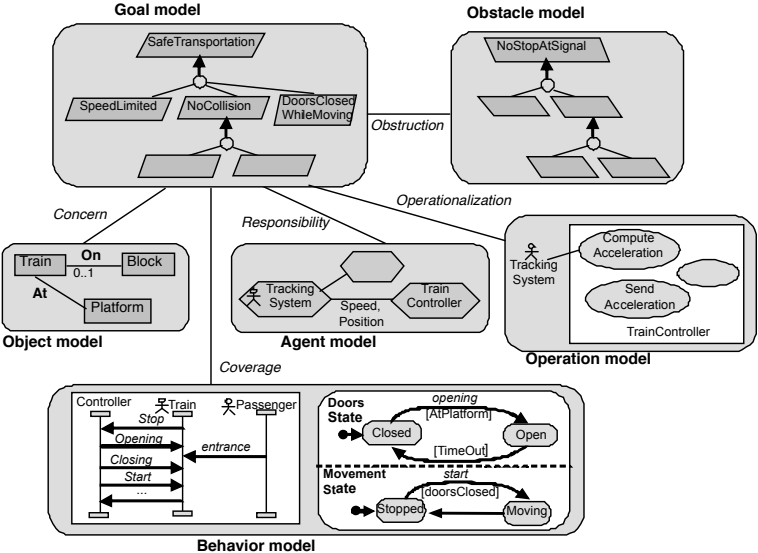 Goal model
Obstacle model
SafeTransportation
SpeedLimited
NoCollision
DoorsClosed
WhileMoving
NoStopAtSignal
Obstruction
Concern
Responsibility
Operationalization
Train
On
0..1
Block
At
Platform
Object model
Tracking
System
Speed,
Position
Train
Controller
Agent model
Tracking
System
Compute
Acceleration
Send
Acceleration
TrainController
Operation model
Coverage
Controller
Train
Passenger
Stop
Opening
entrance
Closing
Start
...
Doors
State
opening
[AtPlatform]
Closed
Open
[TimeOut]
Movement
State
start
[doorsClosed]
Stopped
Moving
Behavior model